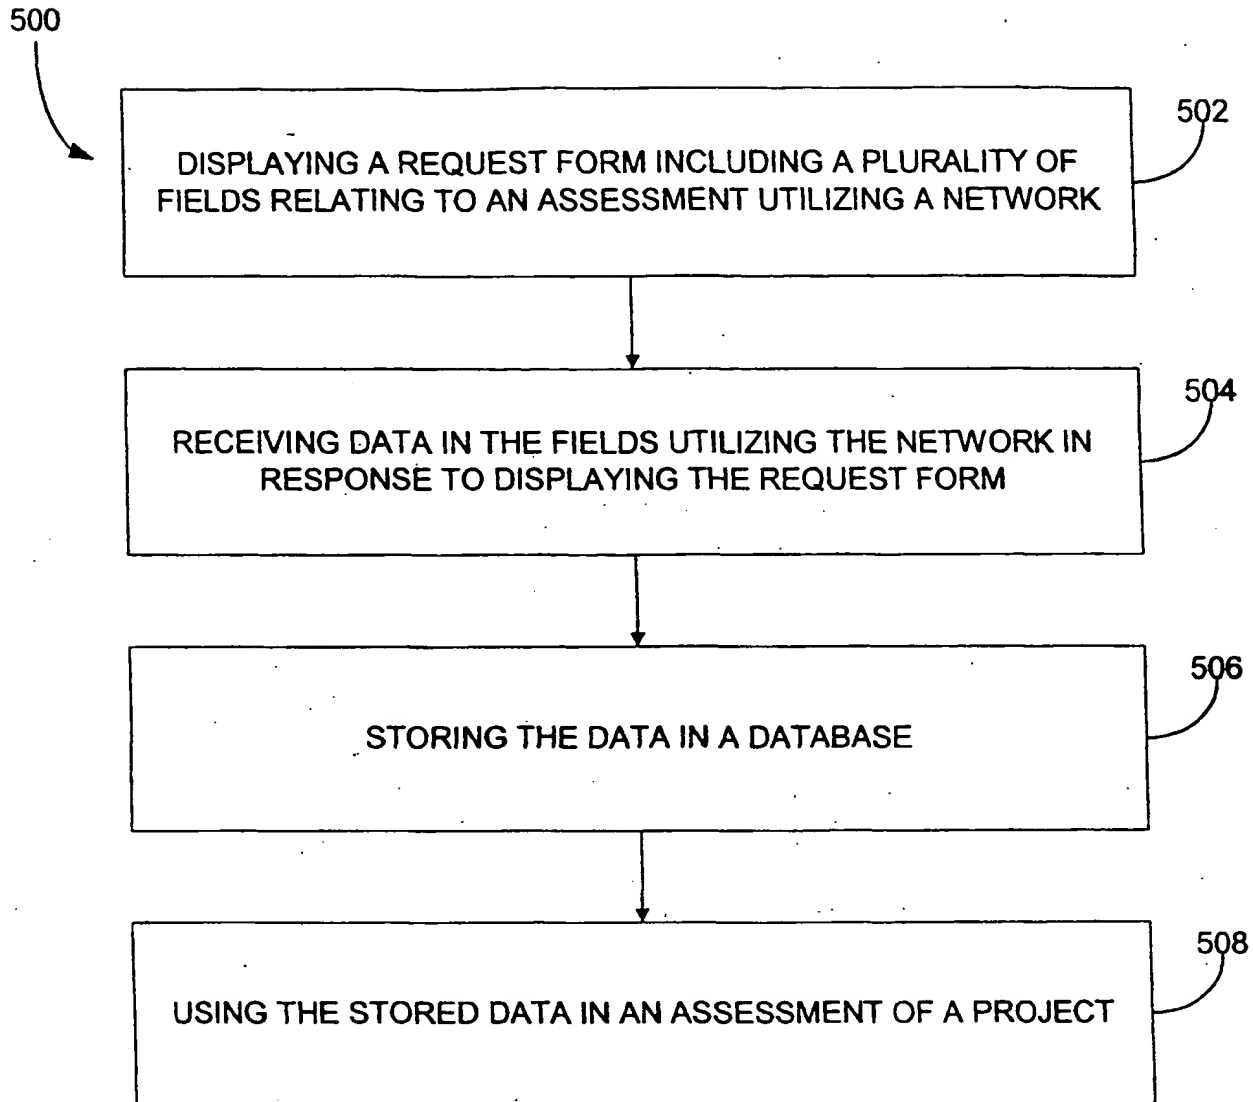 500
502
DISPLAYING A REQUEST FORM INCLUDING A PLURALITY OF
FIELDS RELATING TO AN ASSESSMENT UTILIZING A NETWORK
504
RECEIVING DATA IN THE FIELDS UTILIZING THE NETWORK IN
RESPONSE TO DISPLAYING THE REQUEST FORM
506
STORING THE DATA IN A DATABASE
508
USING THE STORED DATA IN AN ASSESSMENT OF A PROJECT